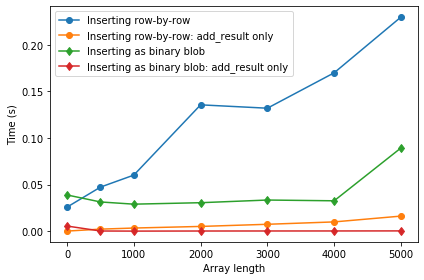 Inserting row-by-row
Inserting row-by-row: add_result only
Inserting as binary blob
Inserting as binary blob: add_result only
Time (s)
0.20
0.15
0.10
0.05
0.00
0 1000 2000 3000 4000 5000
Array length